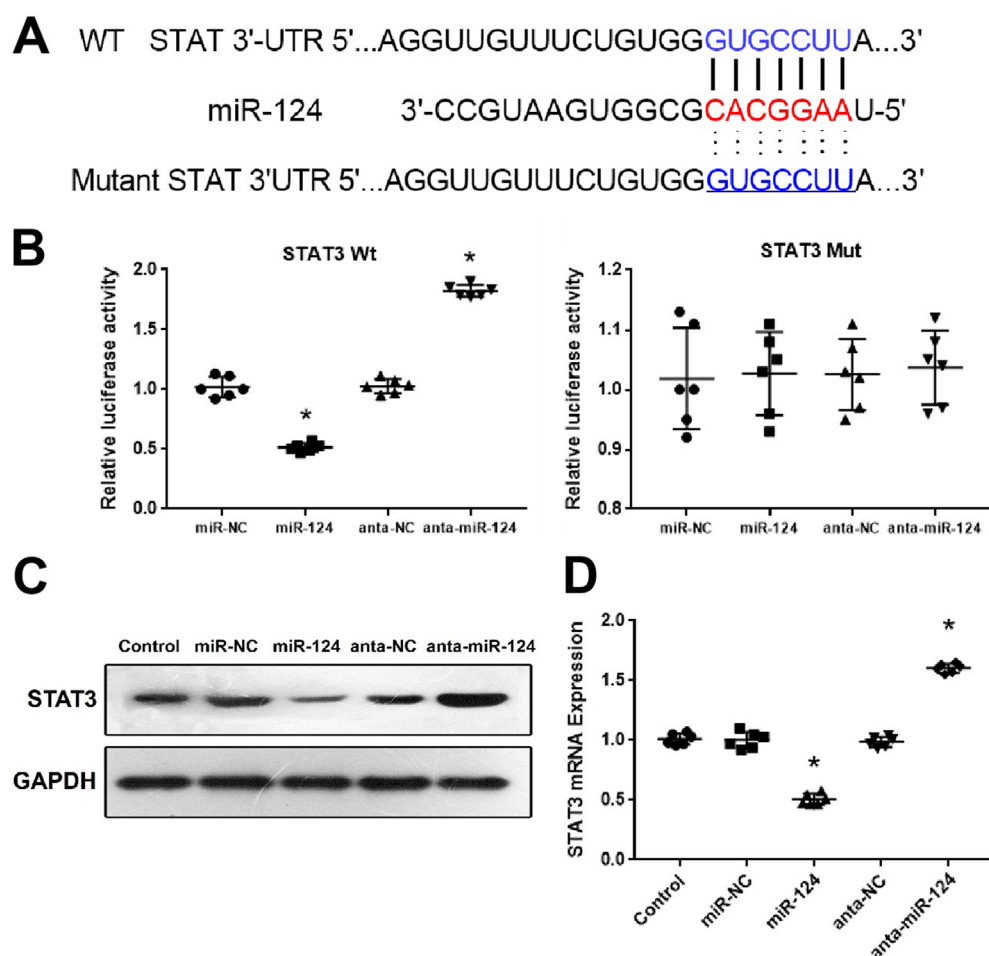 A
WT STAT 3'-UTR 5'...AGGUUGUUUCUGUGGGUGCCUUA...3'
miR-124 3'-CCGUAAGUGGCGCACGGAAU-5'
Mutant STAT 3'UTR 5'...AGGUUGUUUCUGUGGGUGCCUUA...3'
B
STAT3 Wt
Relative luciferase activity
2.0
1.5
1.0
0.5
0.0
*
*
miR-NC miR-124 anta-NC anta-miR-124
STAT3 Mut
Relative luciferase activity
1.2
1.1
1.0
0.9
0.8
miR-NC miR-124 anta-NC anta-miR-124
C
Control miR-NC miR-124 anta-NC anta-miR-124
STAT3
GAPDH
D
STAT3 mRNA Expression
2.0
1.5
1.0
0.5
0.0
*
*
Control miR-NC miR-124 anta-NC anta-miR-124